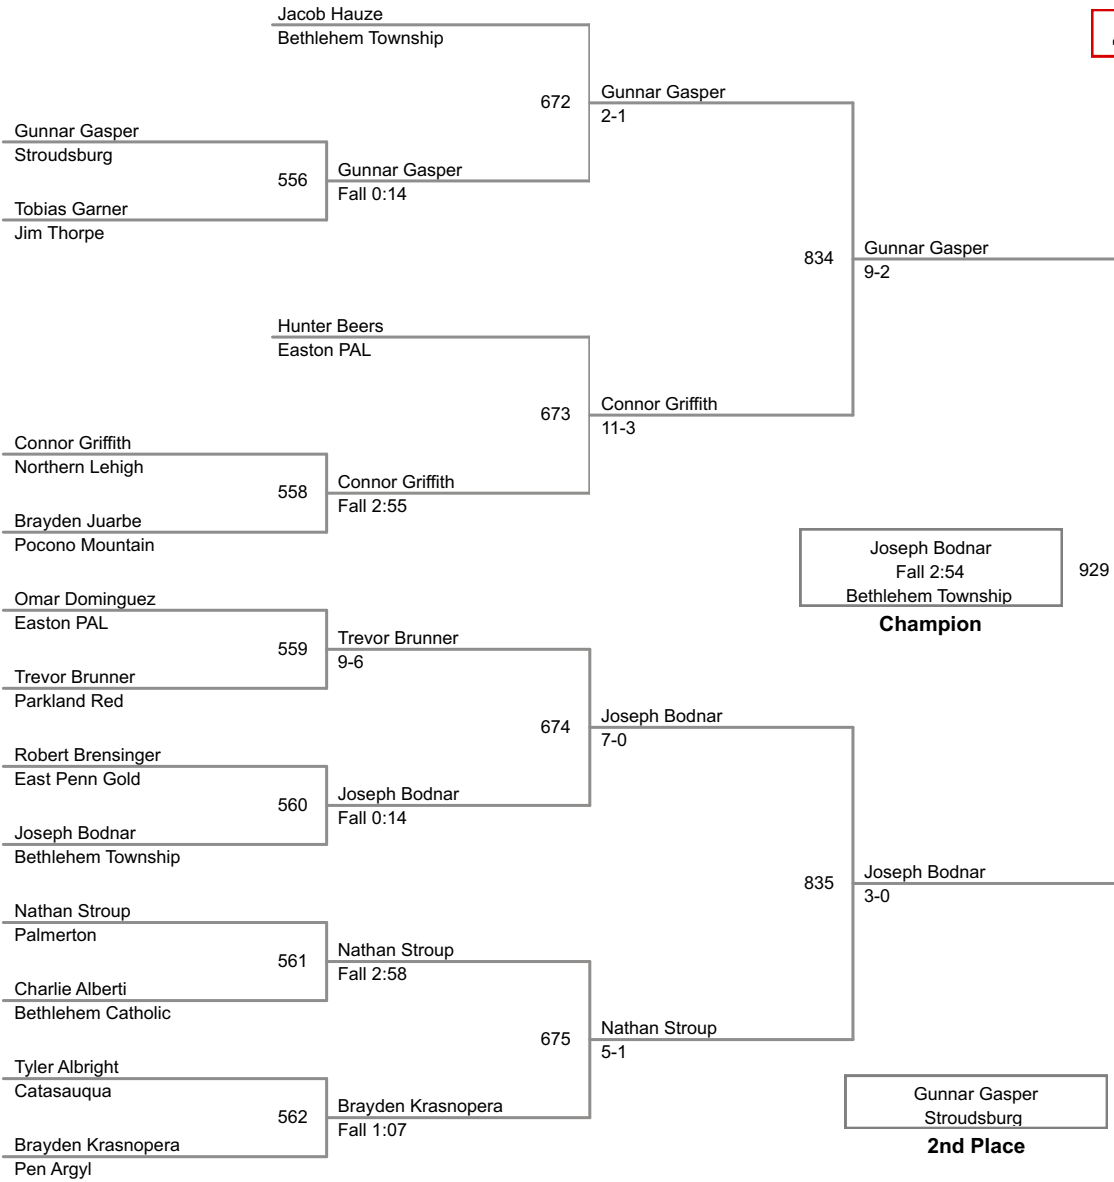 Jacob Hauze
Bethlehem Township
672
Gunnar Gasper
2-1
Gunnar Gasper
Stroudsburg
556
Gunnar Gasper
Fall 0:14
Tobias Garner
Jim Thorpe
834
Gunnar Gasper
9-2
Hunter Beers
Easton PAL
673
Connor Griffith
11-3
Connor Griffith
Northern Lehigh
558
Connor Griffith
Fall 2:55
Brayden Juarbe
Pocono Mountain
Joseph Bodnar
Fall 2:54
Bethlehem Township
929
Champion
Omar Dominguez
Easton PAL
559
Trevor Brunner
9-6
Trevor Brunner
Parkland Red
674
Joseph Bodnar
7-0
Robert Brensinger
East Penn Gold
560
Joseph Bodnar
Fall 0:14
Joseph Bodnar
Bethlehem Township
835
Joseph Bodnar
3-0
Nathan Stroup
Palmerton
561
Nathan Stroup
Fall 2:58
Charlie Alberti
Bethlehem Catholic
675
Nathan Stroup
5-1
Tyler Albright
Catasauqua
562
Brayden Krasnopera
Fall 1:07
Brayden Krasnopera
Pen Argyl
Gunnar Gasper
Stroudsburg
2nd Place